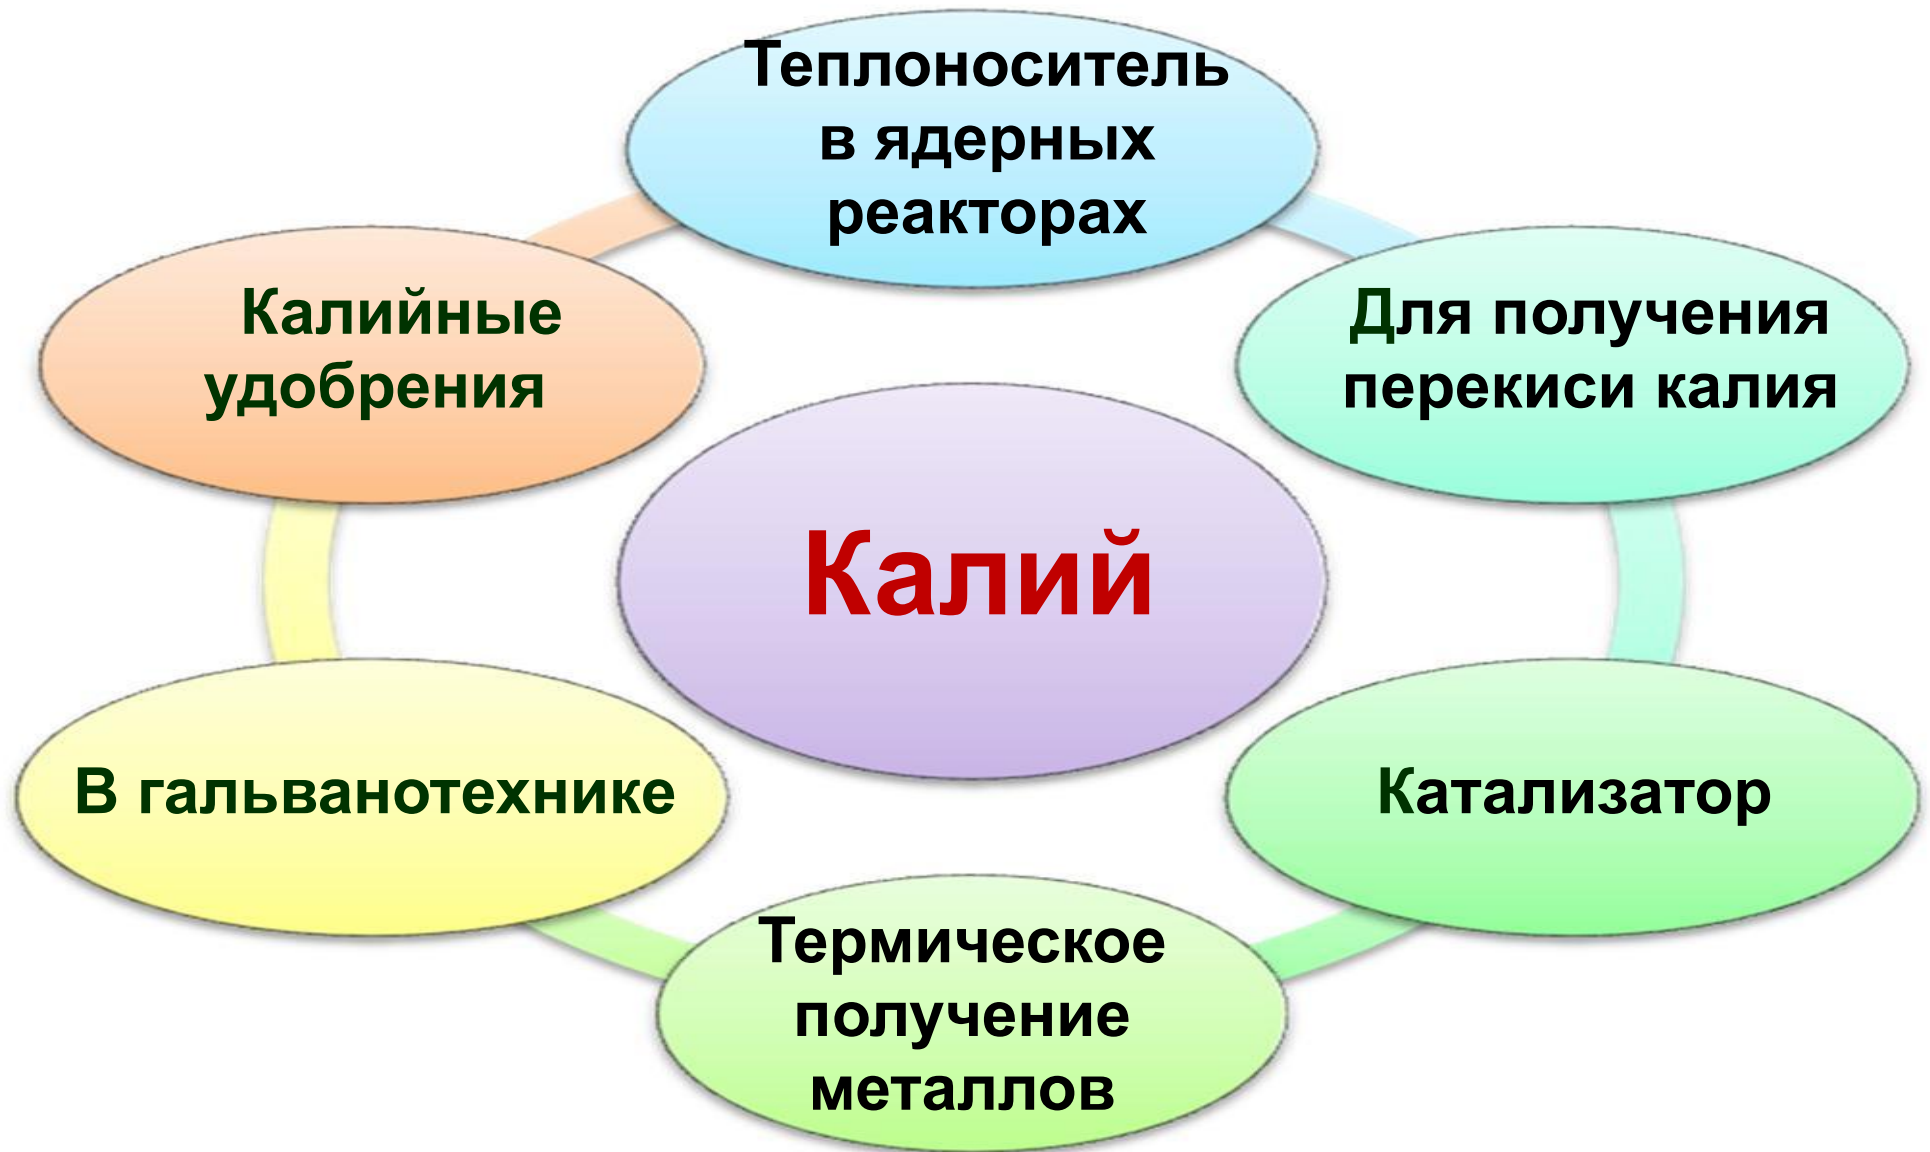 Теплоноситель
в ядерных
реакторах
Для получения
перекиси калия
Катализатор
Термическое
получение
металлов
В гальванотехнике
Калийные
удобрения
Калий